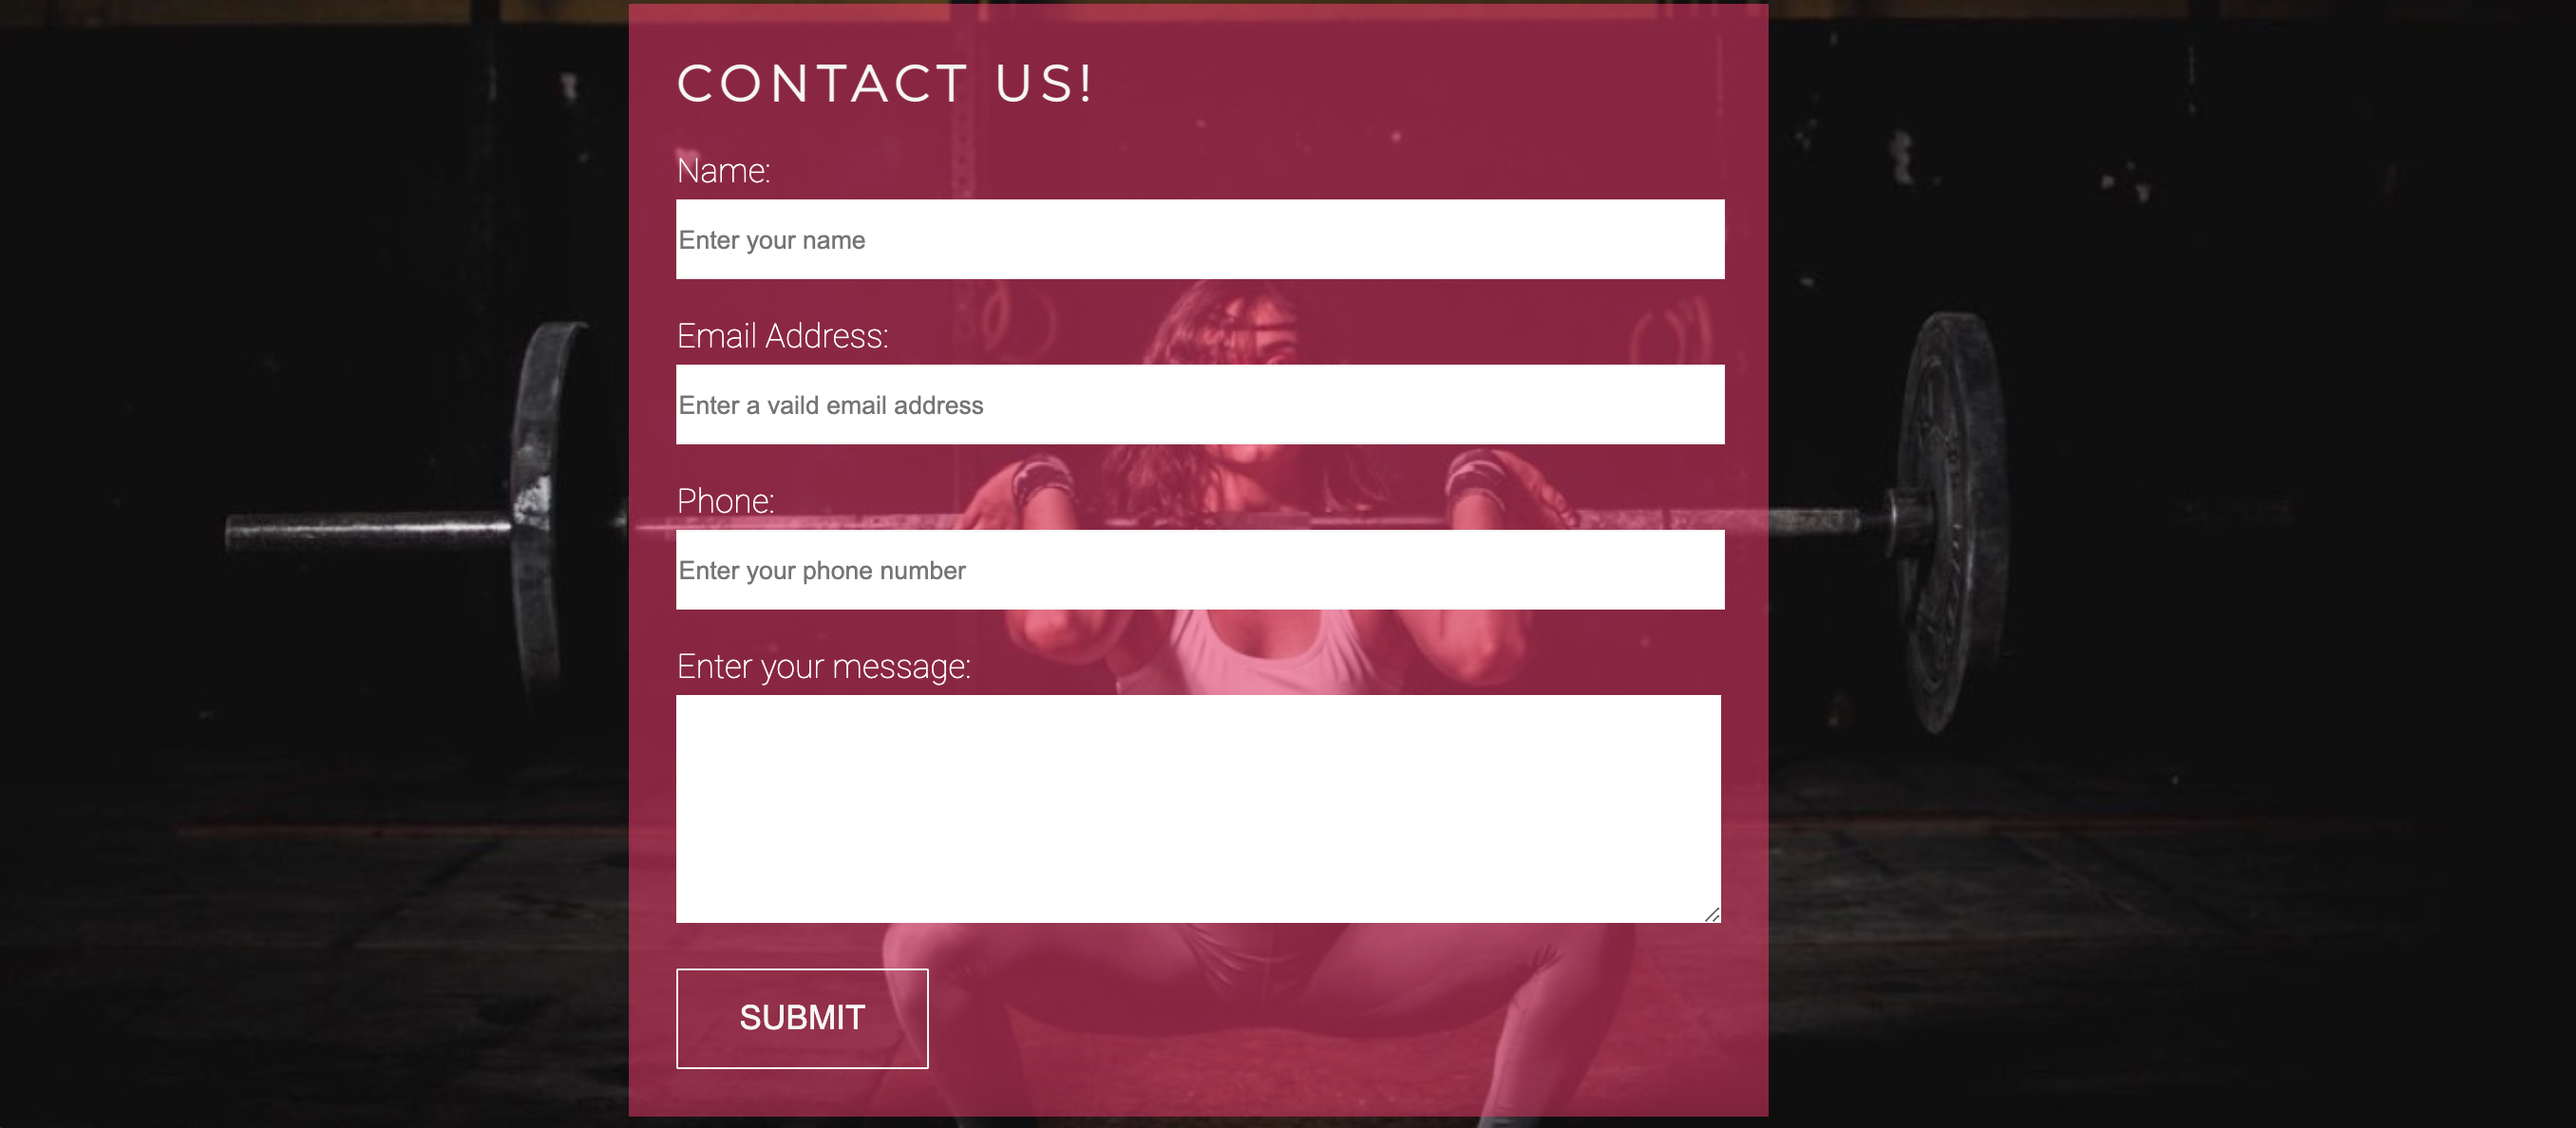 CONTACT US!
Name:
Enter your name
Email Address:
Enter a vaild email address
Phone:
Enter your phone number
Enter your message:
SUBMIT